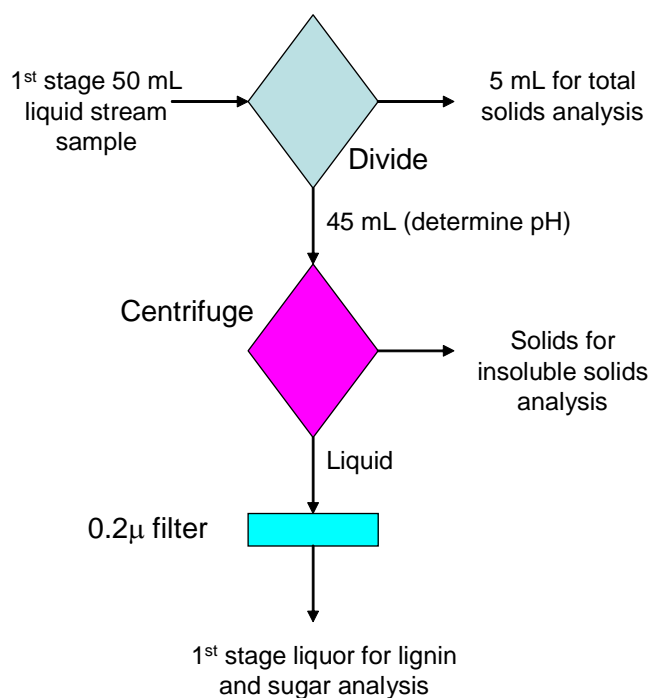 1st stage 50 mL
liquid stream
sample
5 mL for total
solids analysis
Divide
45 mL (determine pH)
Centrifuge
Solids for
insoluble solids
analysis
Liquid
0.2μ filter
1st stage liquor for lignin
and sugar analysis